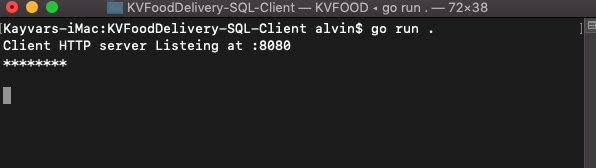 KVFoodDelivery-SQL-Client — KVFOOD ◂ go run . — 72×38
[Kayvars-iMac:KVFoodDelivery-SQL-Client alvin$ go run . ]
Client HTTP server Listeing at :8080
********